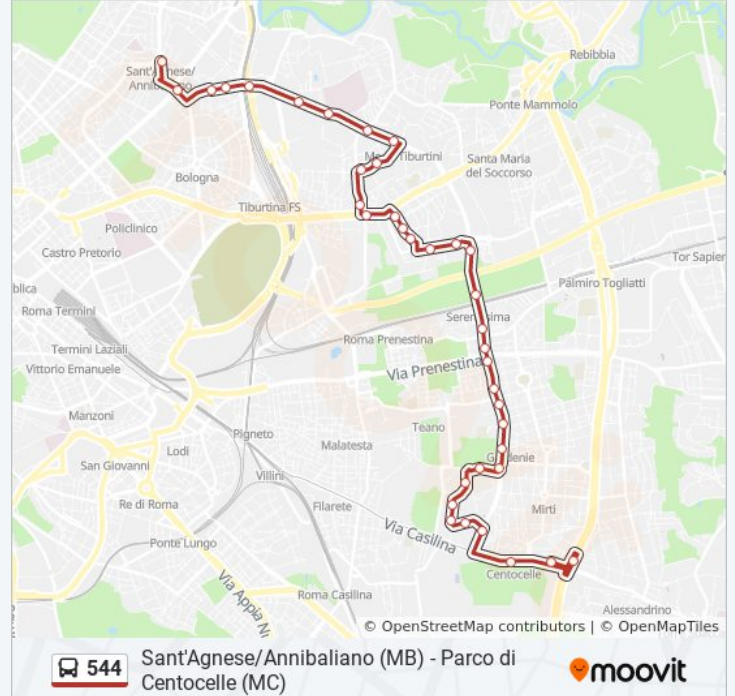 Rebibbia
Sant'Agnese/
Annibaliano
Ponte Mammolo
Monti Tiburtini
Santa Maria
del Soccorso
Bologna
Tiburtina FS
Policlinico
Castro Pretorio
Tor Sapier
blica
Palmiro Togliatti
Roma Termini
Serenissima
Termini Laziali
Roma Prenestina
Vittorio Emanuele
Via Prenestina
Manzoni
Teano
Pigneto
Malatesta
Lodi
Gardenie
San Giovanni
Villini
Re di Roma
Filarete
Mirti
Via Casilina
Ponte Lungo
Centocelle
Via Appia N
Roma Casilina
Alessandrino
© OpenStreetMap contributors | © OpenMapTiles
544
Sant'Agnese/Annibaliano (MB) - Parco di
Centocelle (MC)
moovit